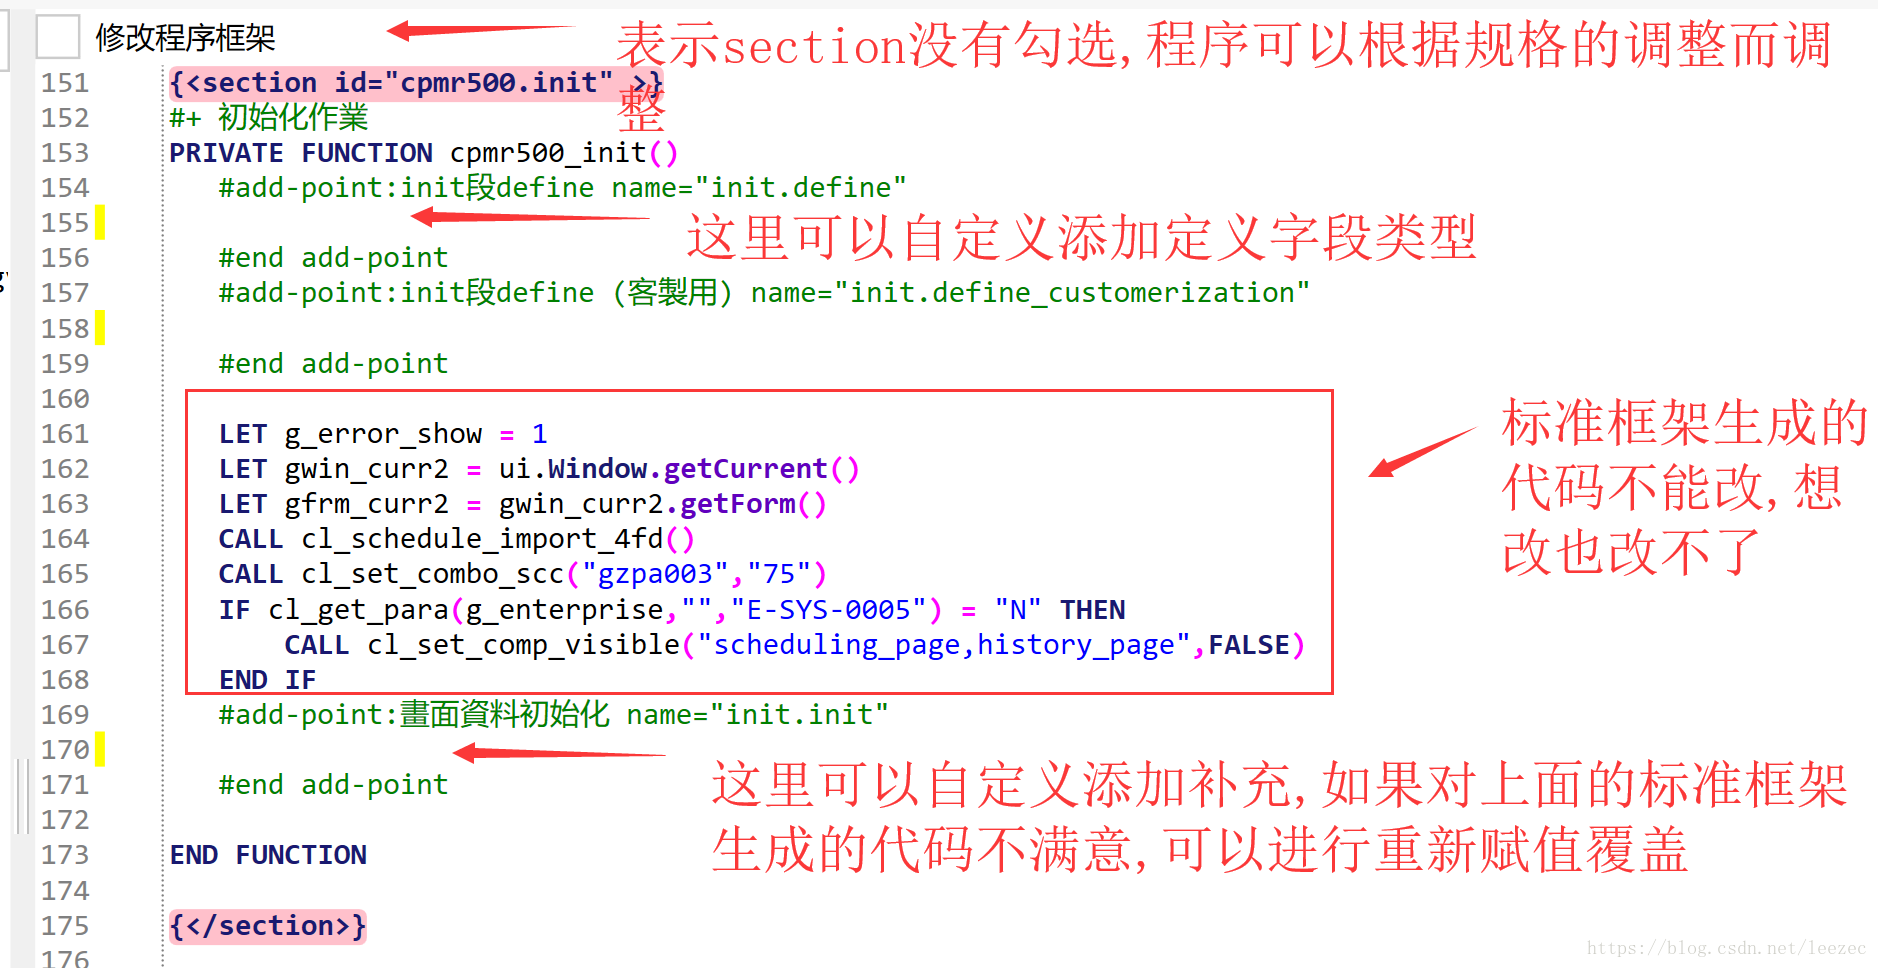 修改程序框架
表示section没有勾选,程序可以根据规格的调整而调
整
151 {<section id="cpmr500.init" >}
152 #+ 初始化作業
153 PRIVATE FUNCTION cpmr500_init()
154 #add-point:init段define name="init.define"
155
这里可以自定义添加定义字段类型
156 #end add-point
157 #add-point:init段define (客製用) name="init.define_customerization"
158
159 #end add-point
160
161 LET g_error_show = 1
162 LET gwin_curr2 = ui.Window.getCurrent()
163 LET gfrm_curr2 = gwin_curr2.getForm()
164 CALL cl_schedule_import_4fd()
165 CALL cl_set_combo_scc("gzpa003","75")
166 IF cl_get_para(g_enterprise,"","E-SYS-0005") = "N" THEN
167 CALL cl_set_comp_visible("scheduling_page,history_page",FALSE)
168 END IF
标准框架生成的
代码不能改,想
改也改不了
169 #add-point:畫面資料初始化 name="init.init"
170
171 #end add-point
172
这里可以自定义添加补充,如果对上面的标准框架
生成的代码不满意,可以进行重新赋值覆盖
173 END FUNCTION
174
175 {</section>}
176
https://blog.csdn.net/leezec